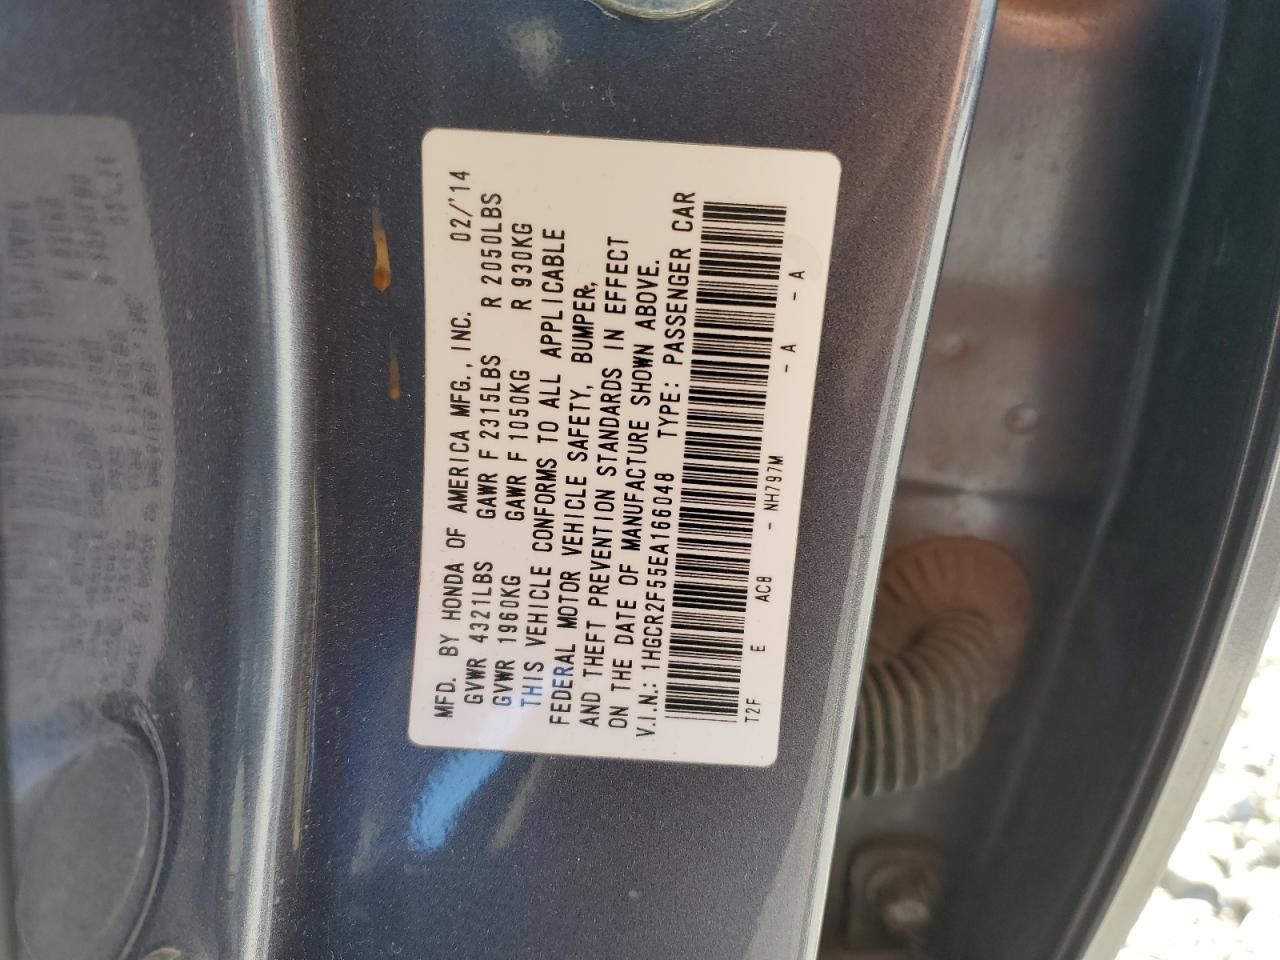 MFD. BY HONDA OF AMERICA MFG., INC. 02/'14
GVWR 4321LBS GAWR F 2315LBS R 2050LBS
GVWR 1960KG GAWR F 1050KG R 930KG
THIS VEHICLE CONFORMS TO ALL APPLICABLE
FEDERAL MOTOR VEHICLE SAFETY, BUMPER,
AND THEFT PREVENTION STANDARDS IN EFFECT
ON THE DATE OF MANUFACTURE SHOWN ABOVE.
V.I.N.: 1HGCR2F55EA166048 TYPE: PASSENGER CAR
T2F E AC8 - NH797M - A - A